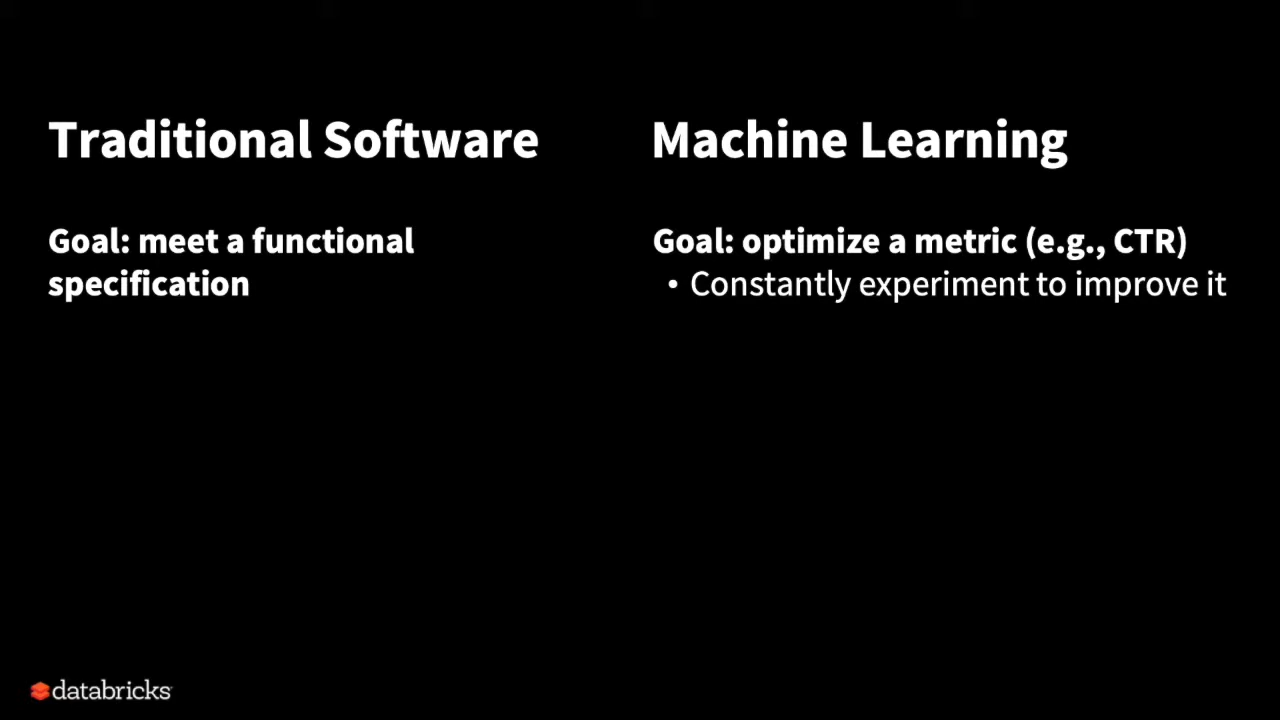 Traditional Software
Goal: meet a functional
specification
Machine Learning
Goal: optimize a metric (e.g., CTR)
• Constantly experiment to improve it
databricks